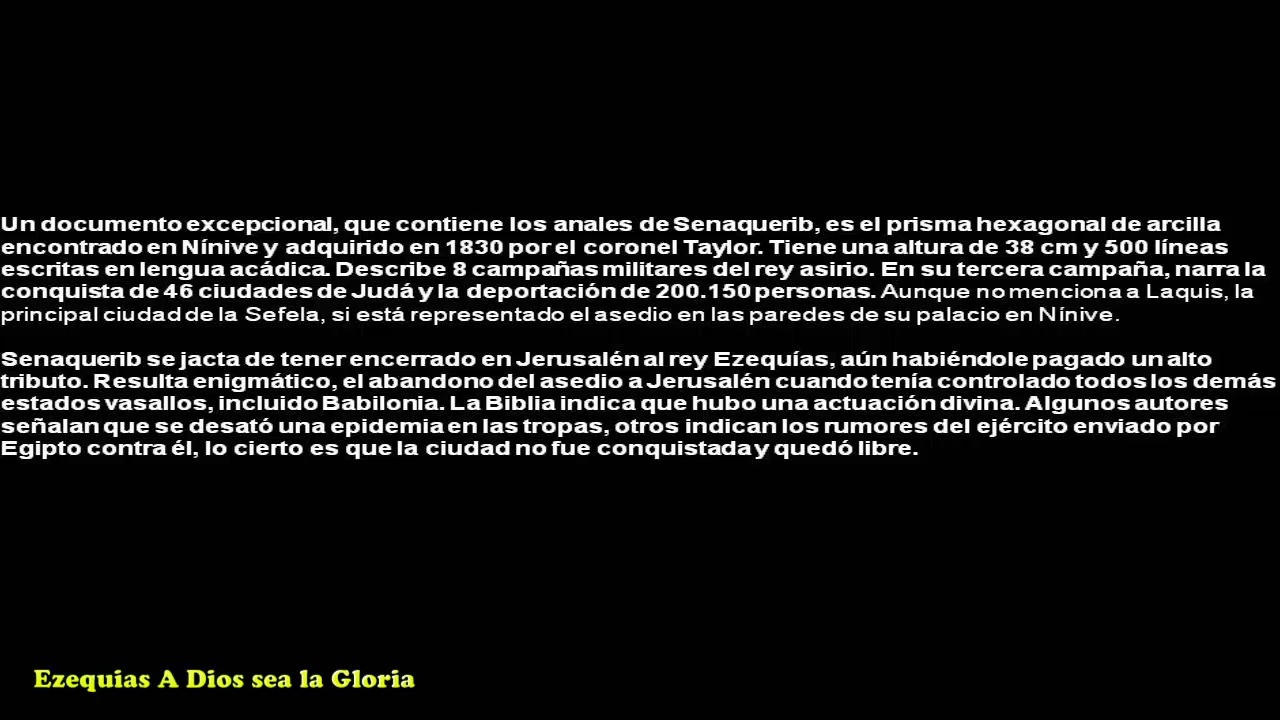 Un documento excepcional, que contiene los anales de Senaquerib, es el prisma hexagonal de arcilla
encontrado en Nínive y adquirido en 1830 por el coronel Taylor. Tiene una altura de 38 cm y 500 líneas
escritas en lengua acádica. Describe 8 campañas militares del rey asirio. En su tercera campaña, narra la
conquista de 46 ciudades de Judá y la deportación de 200.150 personas. Aunque no menciona a Laquis, la
principal ciudad de la Sefela, si está representado el asedio en las paredes de su palacio en Nínive.
Senaquerib se jacta de tener encerrado en Jerusalén al rey Ezequías, aún habiéndole pagado un alto
tributo. Resulta enigmático, el abandono del asedio a Jerusalén cuando tenía controlado todos los demás
estados vasallos, incluido Babilonia. La Biblia indica que hubo una actuación divina. Algunos autores
señalan que se desató una epidemia en las tropas, otros indican los rumores del ejército enviado por
Egipto contra él, lo cierto es que la ciudad no fue conquistada y quedó libre.
Ezequias A Dios sea la Gloria